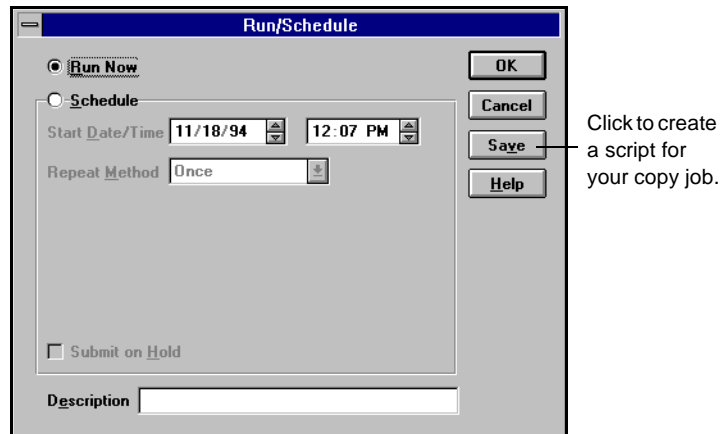 Run/Schedule
Run Now
OK
Schedule
Cancel
Start Date/Time 11/18/94 12:07 PM
Save
Repeat Method Once
Help
Submit on Hold
Description
Click to create
a script for
your copy job.